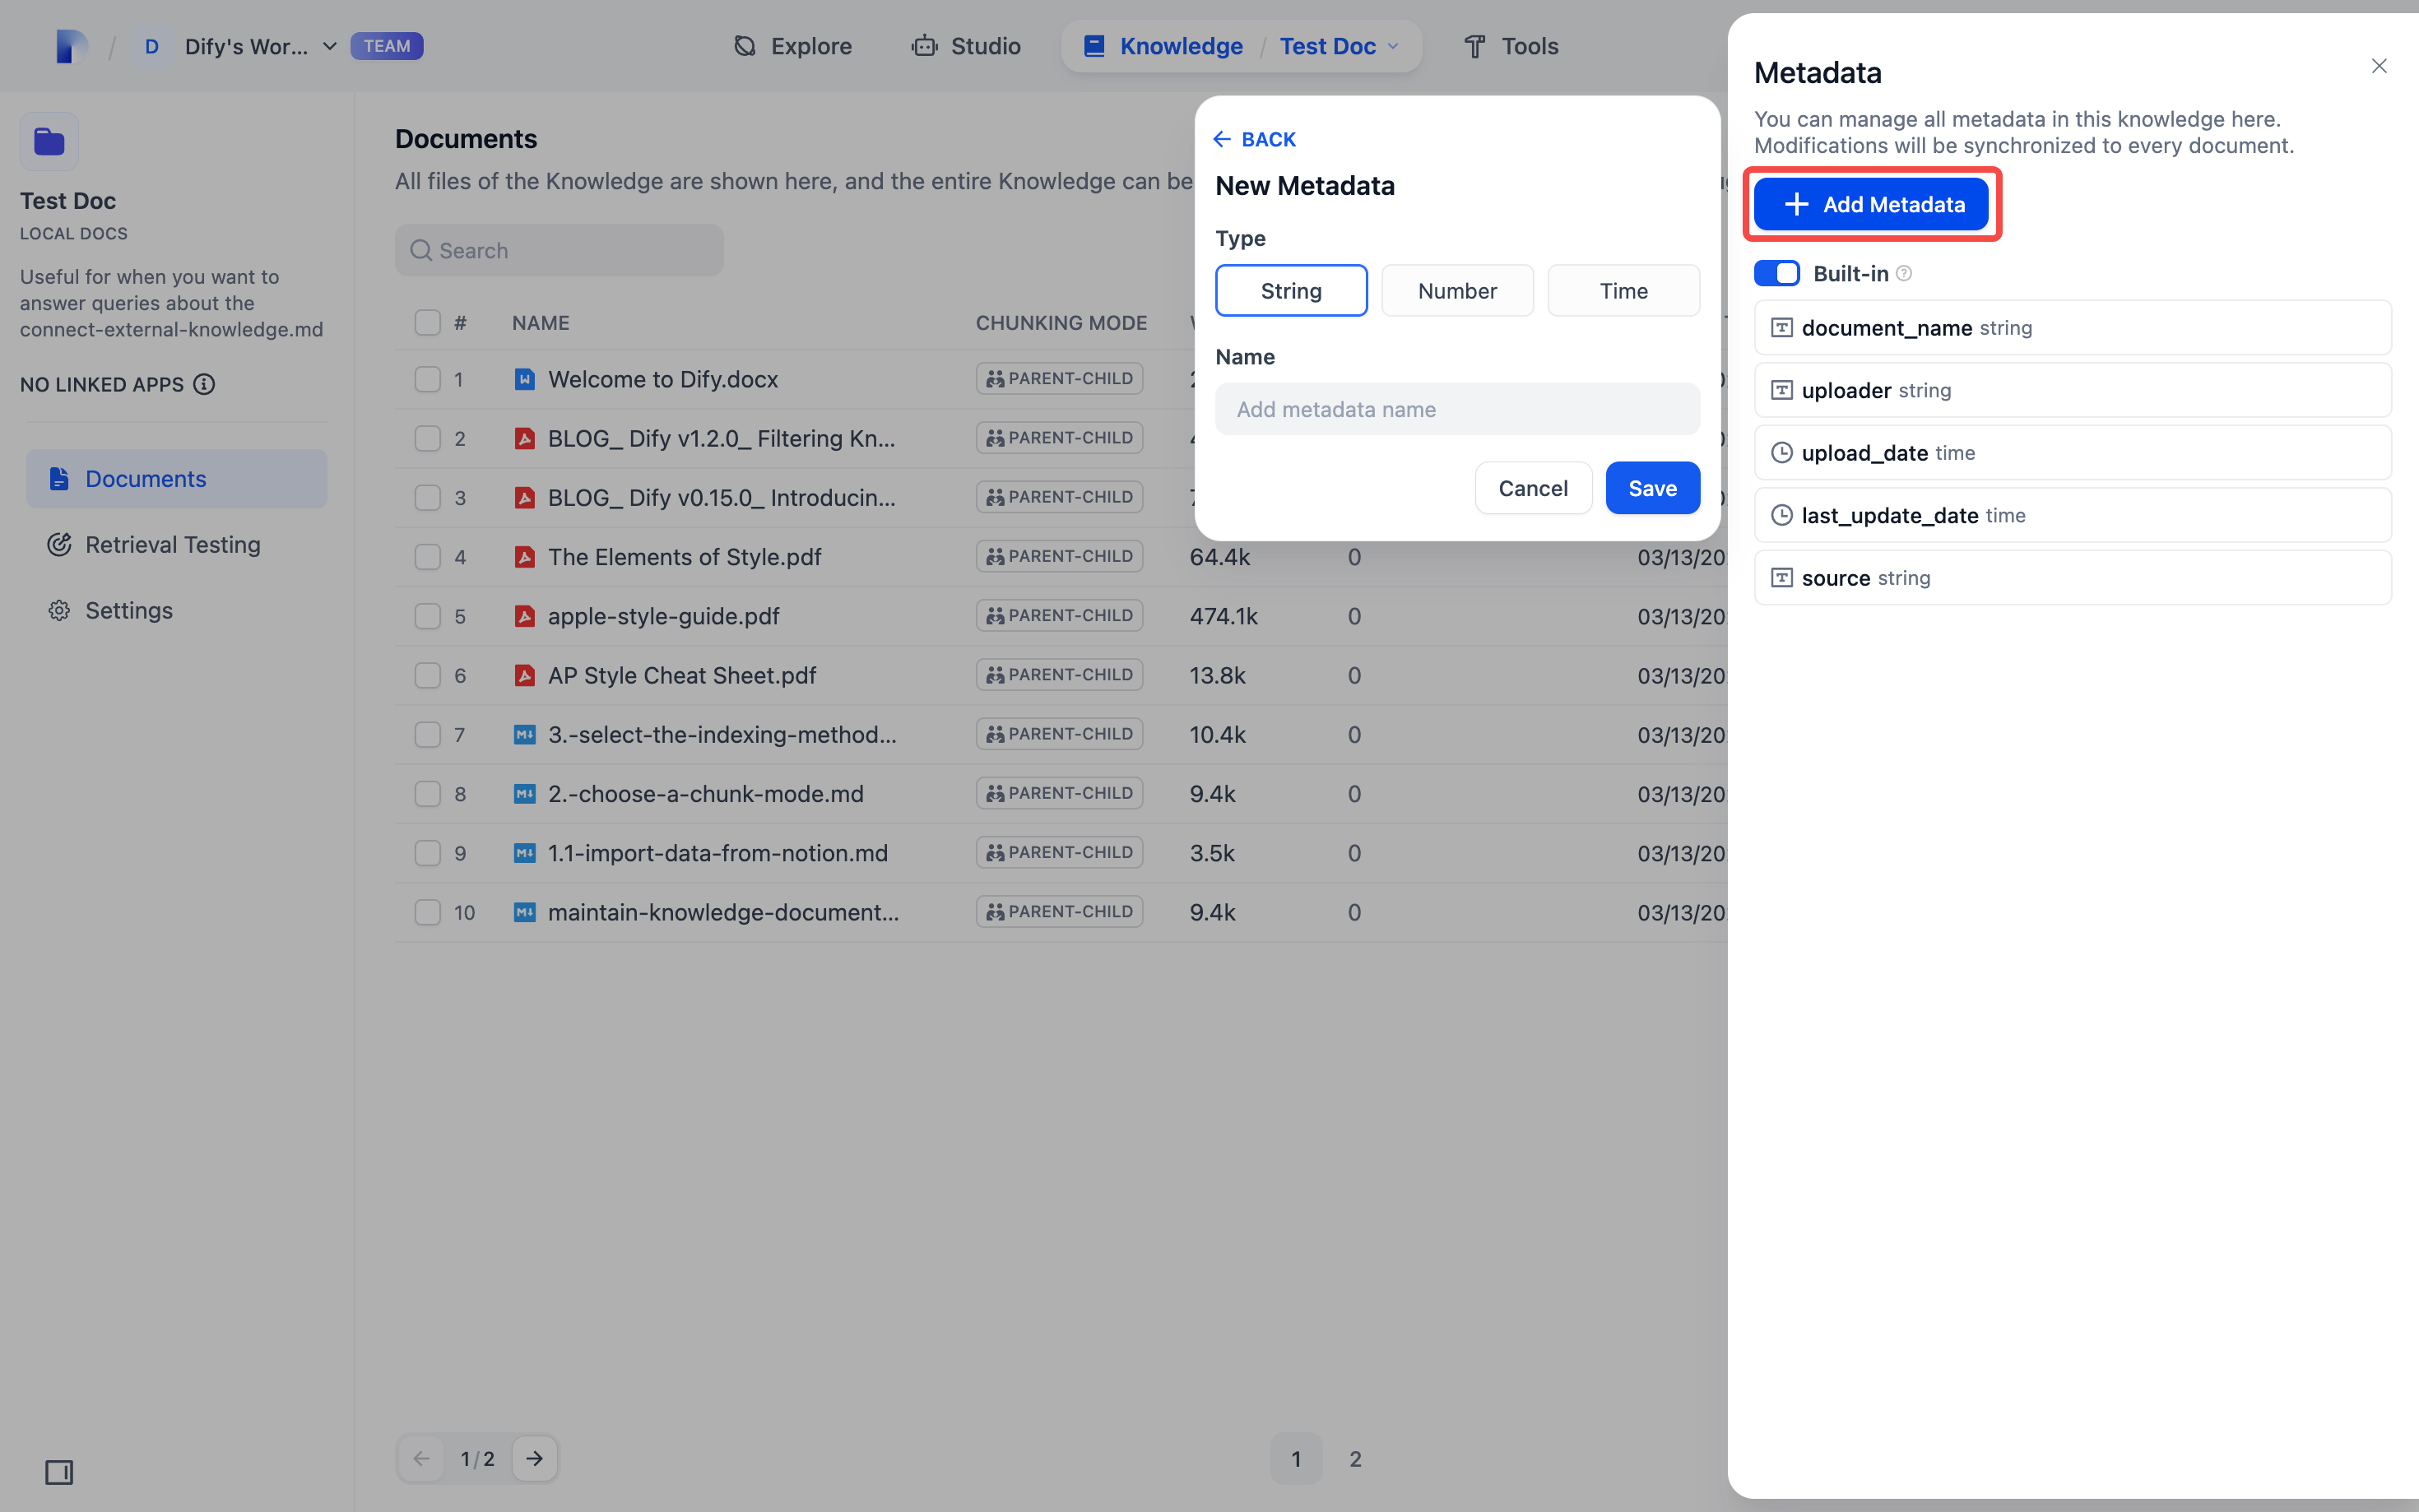 D Dify's Wor... TEAM
Explore
Studio
Knowledge / Test Doc
Tools
Test Doc
LOCAL DOCS
Useful for when you want to
answer queries about the
connect-external-knowledge.md
NO LINKED APPS
Documents
Retrieval Testing
Settings
Documents
All files of the Knowledge are shown here, and the entire Knowledge can be
Search
# NAME CHUNKING MODE
1 Welcome to Dify.docx PARENT-CHILD
2 BLOG_ Dify v1.2.0_ Filtering Kn... PARENT-CHILD
3 BLOG_ Dify v0.15.0_ Introducin... PARENT-CHILD
4 The Elements of Style.pdf PARENT-CHILD 64.4k 0 03/13/20
5 apple-style-guide.pdf PARENT-CHILD 474.1k 0 03/13/20
6 AP Style Cheat Sheet.pdf PARENT-CHILD 13.8k 0 03/13/20
7 3.-select-the-indexing-method... PARENT-CHILD 10.4k 0 03/13/20
8 2.-choose-a-chunk-mode.md PARENT-CHILD 9.4k 0 03/13/20
9 1.1-import-data-from-notion.md PARENT-CHILD 3.5k 0 03/13/20
10 maintain-knowledge-document... PARENT-CHILD 9.4k 0 03/13/20
1/2
1 2
BACK
New Metadata
Type
String Number Time
Name
Add metadata name
Cancel Save
Metadata
You can manage all metadata in this knowledge here.
Modifications will be synchronized to every document.
Add Metadata
Built-in
document_name string
uploader string
upload_date time
last_update_date time
source string